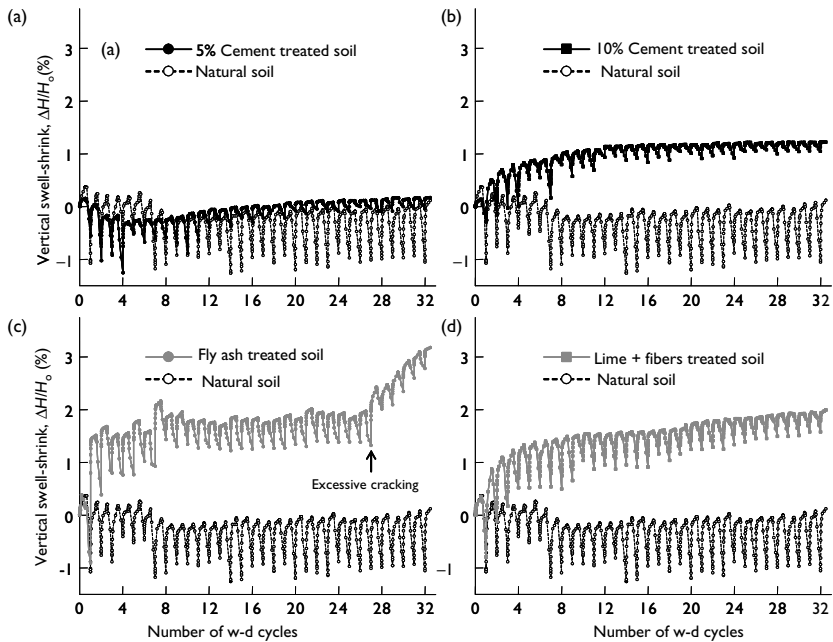 (a)
(a)
5% Cement treated soil
Natural soil
Vertical swell-shrink, ΔH/Hₒ(%)
3
2
1
0
−1
0 4 8 12 16 20 24 28 32
(b)
10% Cement treated soil
Natural soil
3
2
1
0
−1
0 4 8 12 16 20 24 28 32
(c)
Fly ash treated soil
Natural soil
Vertical swell-shrink, ΔH/Hₒ (%)
3
2
1
0
−1
Excessive cracking
0 4 8 12 16 20 24 28 32
Number of w-d cycles
(d)
Lime + fibers treated soil
Natural soil
3
2
1
0
−1
0 4 8 12 16 20 24 28 32
Number of w-d cycles